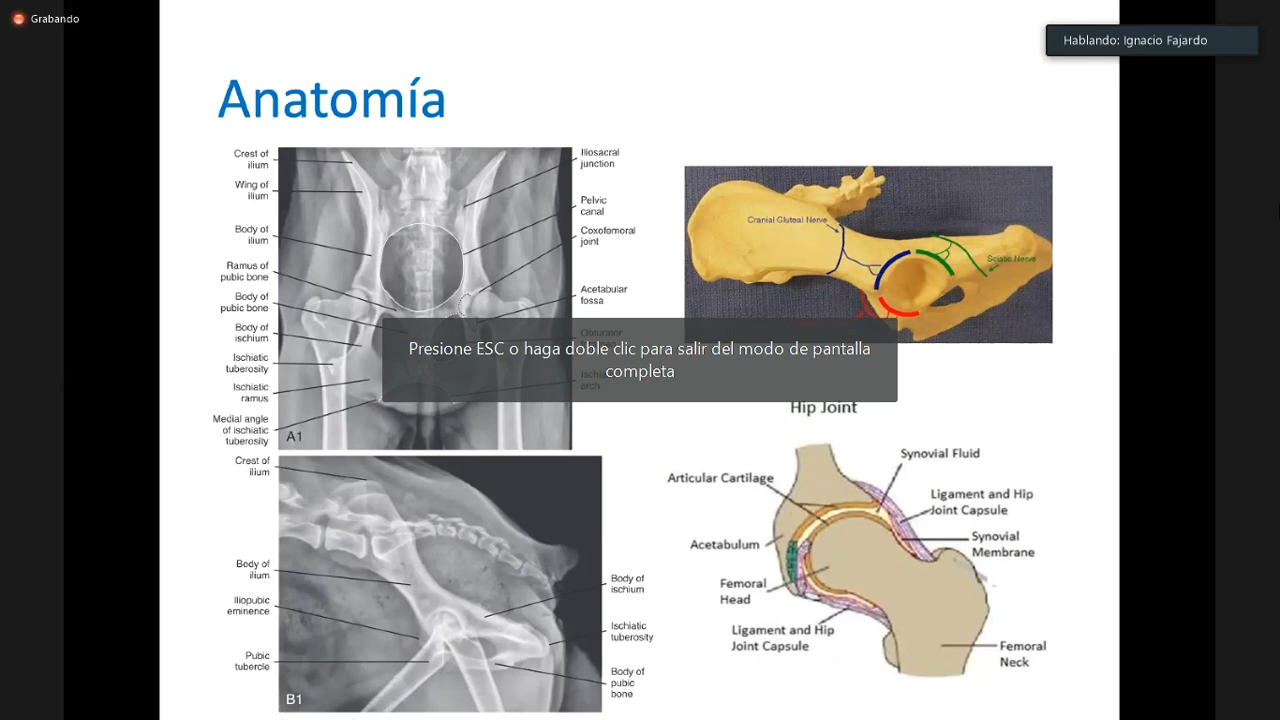 Grabando
Hablando: Ignacio Fajardo
Anatomía
Crest of
ilium
Wing of
ilium
Body of
ilium
Ramus of
pubic bone
Body of
pubic bone
Body of
ischium
Ischiatic
tuberosity
Ischiatic
ramus
Medial angle
of ischiatic
tuberosity
A1
Iliosacral
junction
Pelvic
canal
Coxofemoral
joint
Acetabular
fossa
Obturator
arch
Cranial Gluteal Nerve
Sciatic Nerve
Presione ESC o haga doble clic para salir del modo de pantalla
completa
Crest of
ilium
Body of
ilium
Iliopubic
eminence
Pubic
tubercle
B1
Body of
ischium
Ischiatic
tuberosity
Body of
pubic
bone
Hip Joint
Synovial Fluid
Articular Cartilage
Ligament and Hip
Joint Capsule
Acetabulum
Synovial
Membrane
Femoral
Head
Ligament and Hip
Joint Capsule
Femoral
Neck